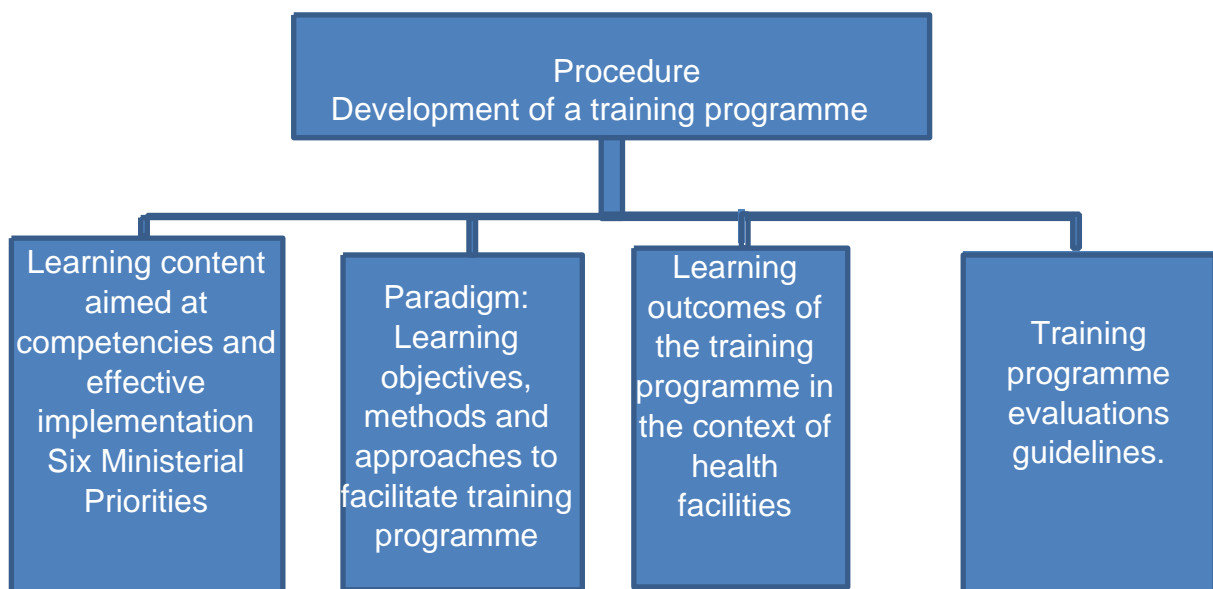 Procedure
Development of a training programme
Learning content
aimed at
competencies and
effective
implementation
Six Ministerial
Priorities
Paradigm:
Learning
objectives,
methods and
approaches to
facilitate training
programme
Learning
outcomes of
the training
programme in
the context of
health
facilities
Training
programme
evaluations
guidelines.